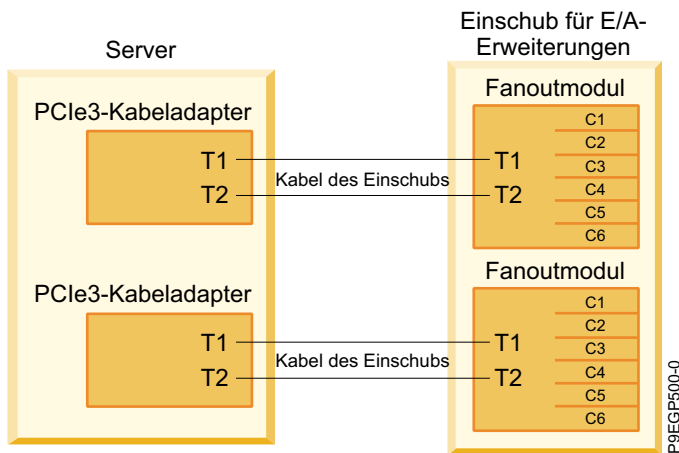 Server
Einschub für E/A-
Erweiterungen
PCIe3-Kabeladapter
T1
T2
Kabel des Einschubs
Fanoutmodul
T1
T2
C1
C2
C3
C4
C5
C6
PCIe3-Kabeladapter
T1
T2
Kabel des Einschubs
Fanoutmodul
T1
T2
C1
C2
C3
C4
C5
C6
P9EGP500-0